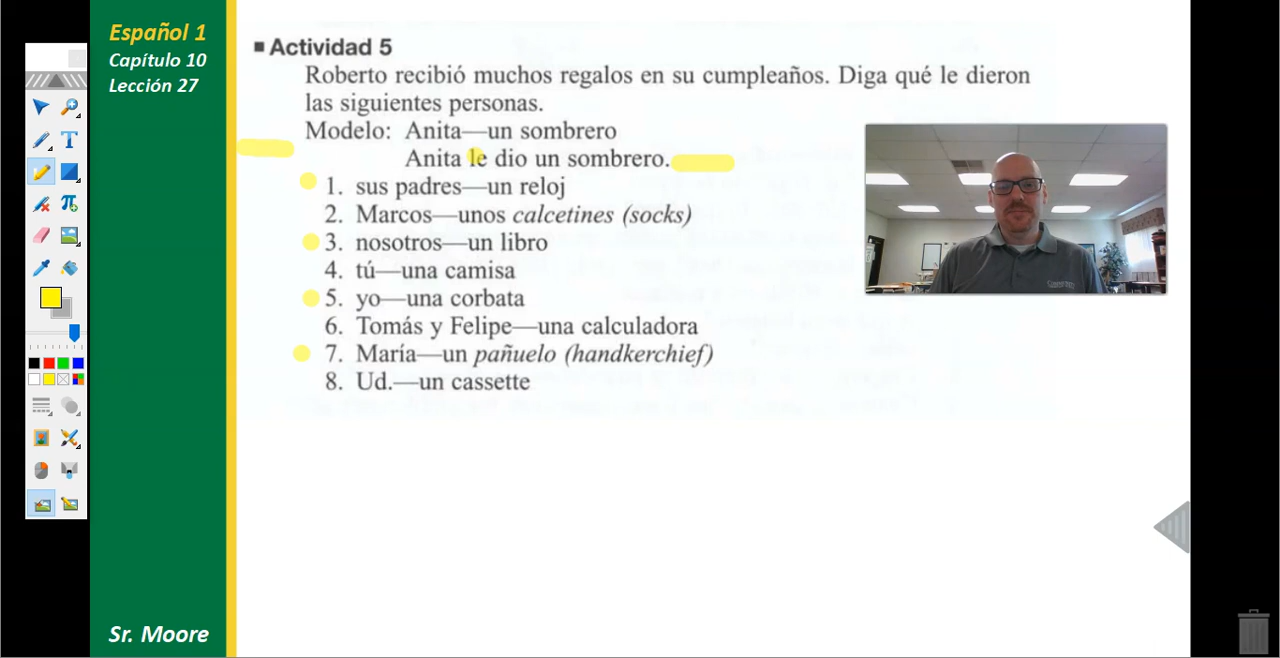 Español 1
Capítulo 10
Lección 27
Actividad 5
Roberto recibió muchos regalos en su cumpleaños. Diga qué le dieron
las siguientes personas.
Modelo: Anita—un sombrero
Anita le dio un sombrero.
1. sus padres—un reloj
2. Marcos—unos calcetines (socks)
3. nosotros—un libro
4. tú—una camisa
5. yo—una corbata
6. Tomás y Felipe—una calculadora
7. María—un pañuelo (handkerchief)
8. Ud.—un cassette
Sr. Moore